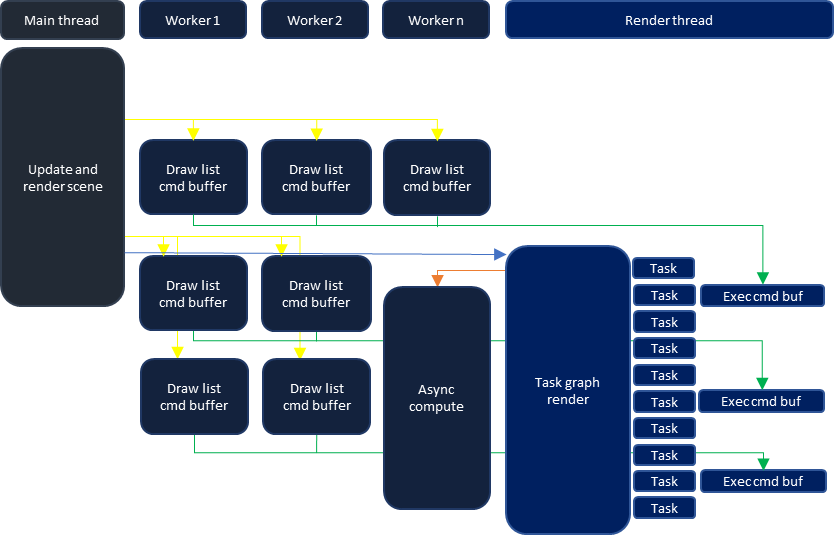 Main thread
Worker 1
Worker 2
Worker n
Render thread
Update and
render scene
Draw list
cmd buffer
Draw list
cmd buffer
Draw list
cmd buffer
Draw list
cmd buffer
Draw list
cmd buffer
Draw list
cmd buffer
Draw list
cmd buffer
Async
compute
Task graph
render
Task
Task
Task
Task
Task
Task
Task
Task
Task
Task
Exec cmd buf
Exec cmd buf
Exec cmd buf